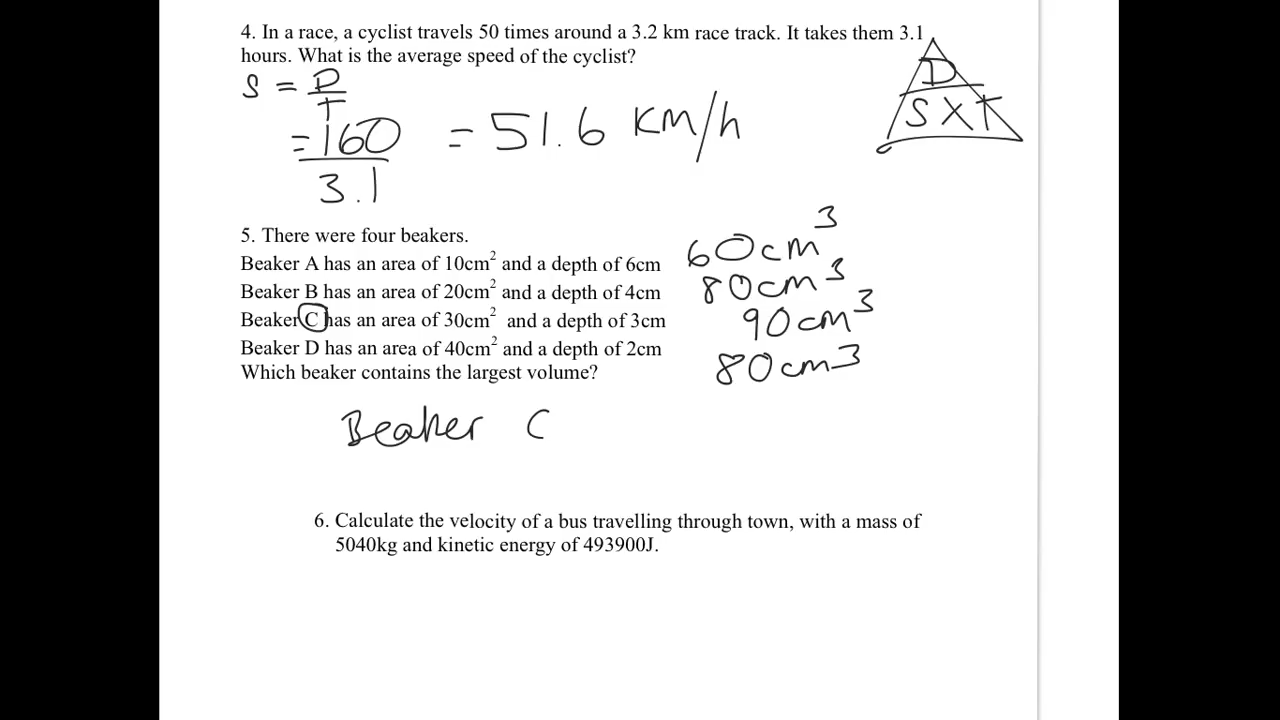 4. In a race, a cyclist travels 50 times around a 3.2 km race track. It takes them 3.1
hours. What is the average speed of the cyclist?
S = D/T
= 160/3.1 = 51.6 km/h
D
S X T
5. There were four beakers.
Beaker A has an area of 10cm² and a depth of 6cm 60cm³
Beaker B has an area of 20cm² and a depth of 4cm 80cm³
Beaker C has an area of 30cm² and a depth of 3cm 90cm³
Beaker D has an area of 40cm² and a depth of 2cm 80cm3
Which beaker contains the largest volume?
Beaker C
6. Calculate the velocity of a bus travelling through town, with a mass of
5040kg and kinetic energy of 493900J.